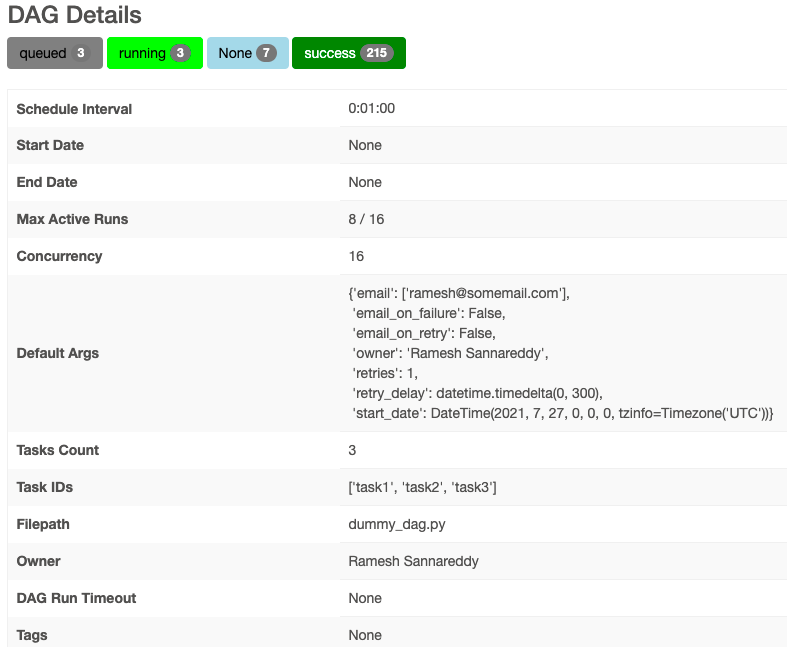 DAG Details
queued 3 running 3 None 7 success 215
Schedule Interval 0:01:00
Start Date None
End Date None
Max Active Runs 8 / 16
Concurrency 16
Default Args {'email': ['ramesh@somemail.com'],
'email_on_failure': False,
'email_on_retry': False,
'owner': 'Ramesh Sannareddy',
'retries': 1,
'retry_delay': datetime.timedelta(0, 300),
'start_date': DateTime(2021, 7, 27, 0, 0, 0, tzinfo=Timezone('UTC'))}
Tasks Count 3
Task IDs ['task1', 'task2', 'task3']
Filepath dummy_dag.py
Owner Ramesh Sannareddy
DAG Run Timeout None
Tags None